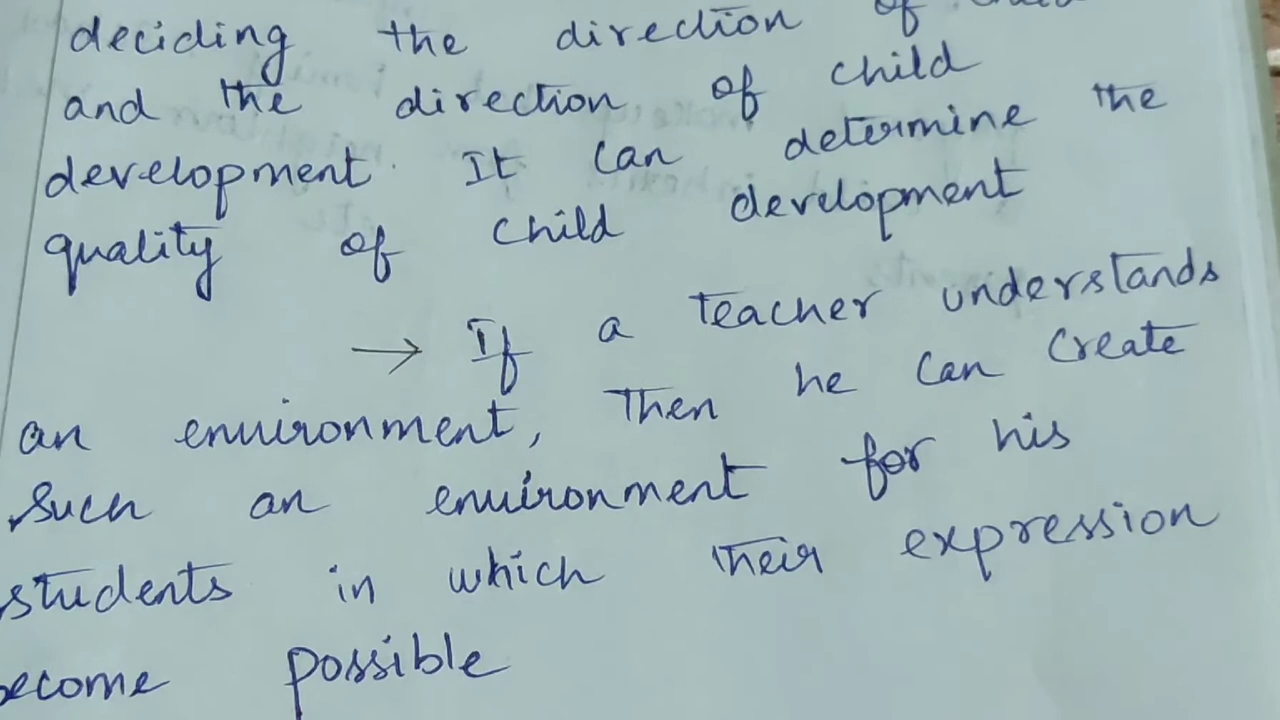 deciding the direction of
and the direction of child
development. It can determine the
quality of child development
→ If a teacher understands
an environment, Then he can create
such an environment for his
students in which their expression
become possible